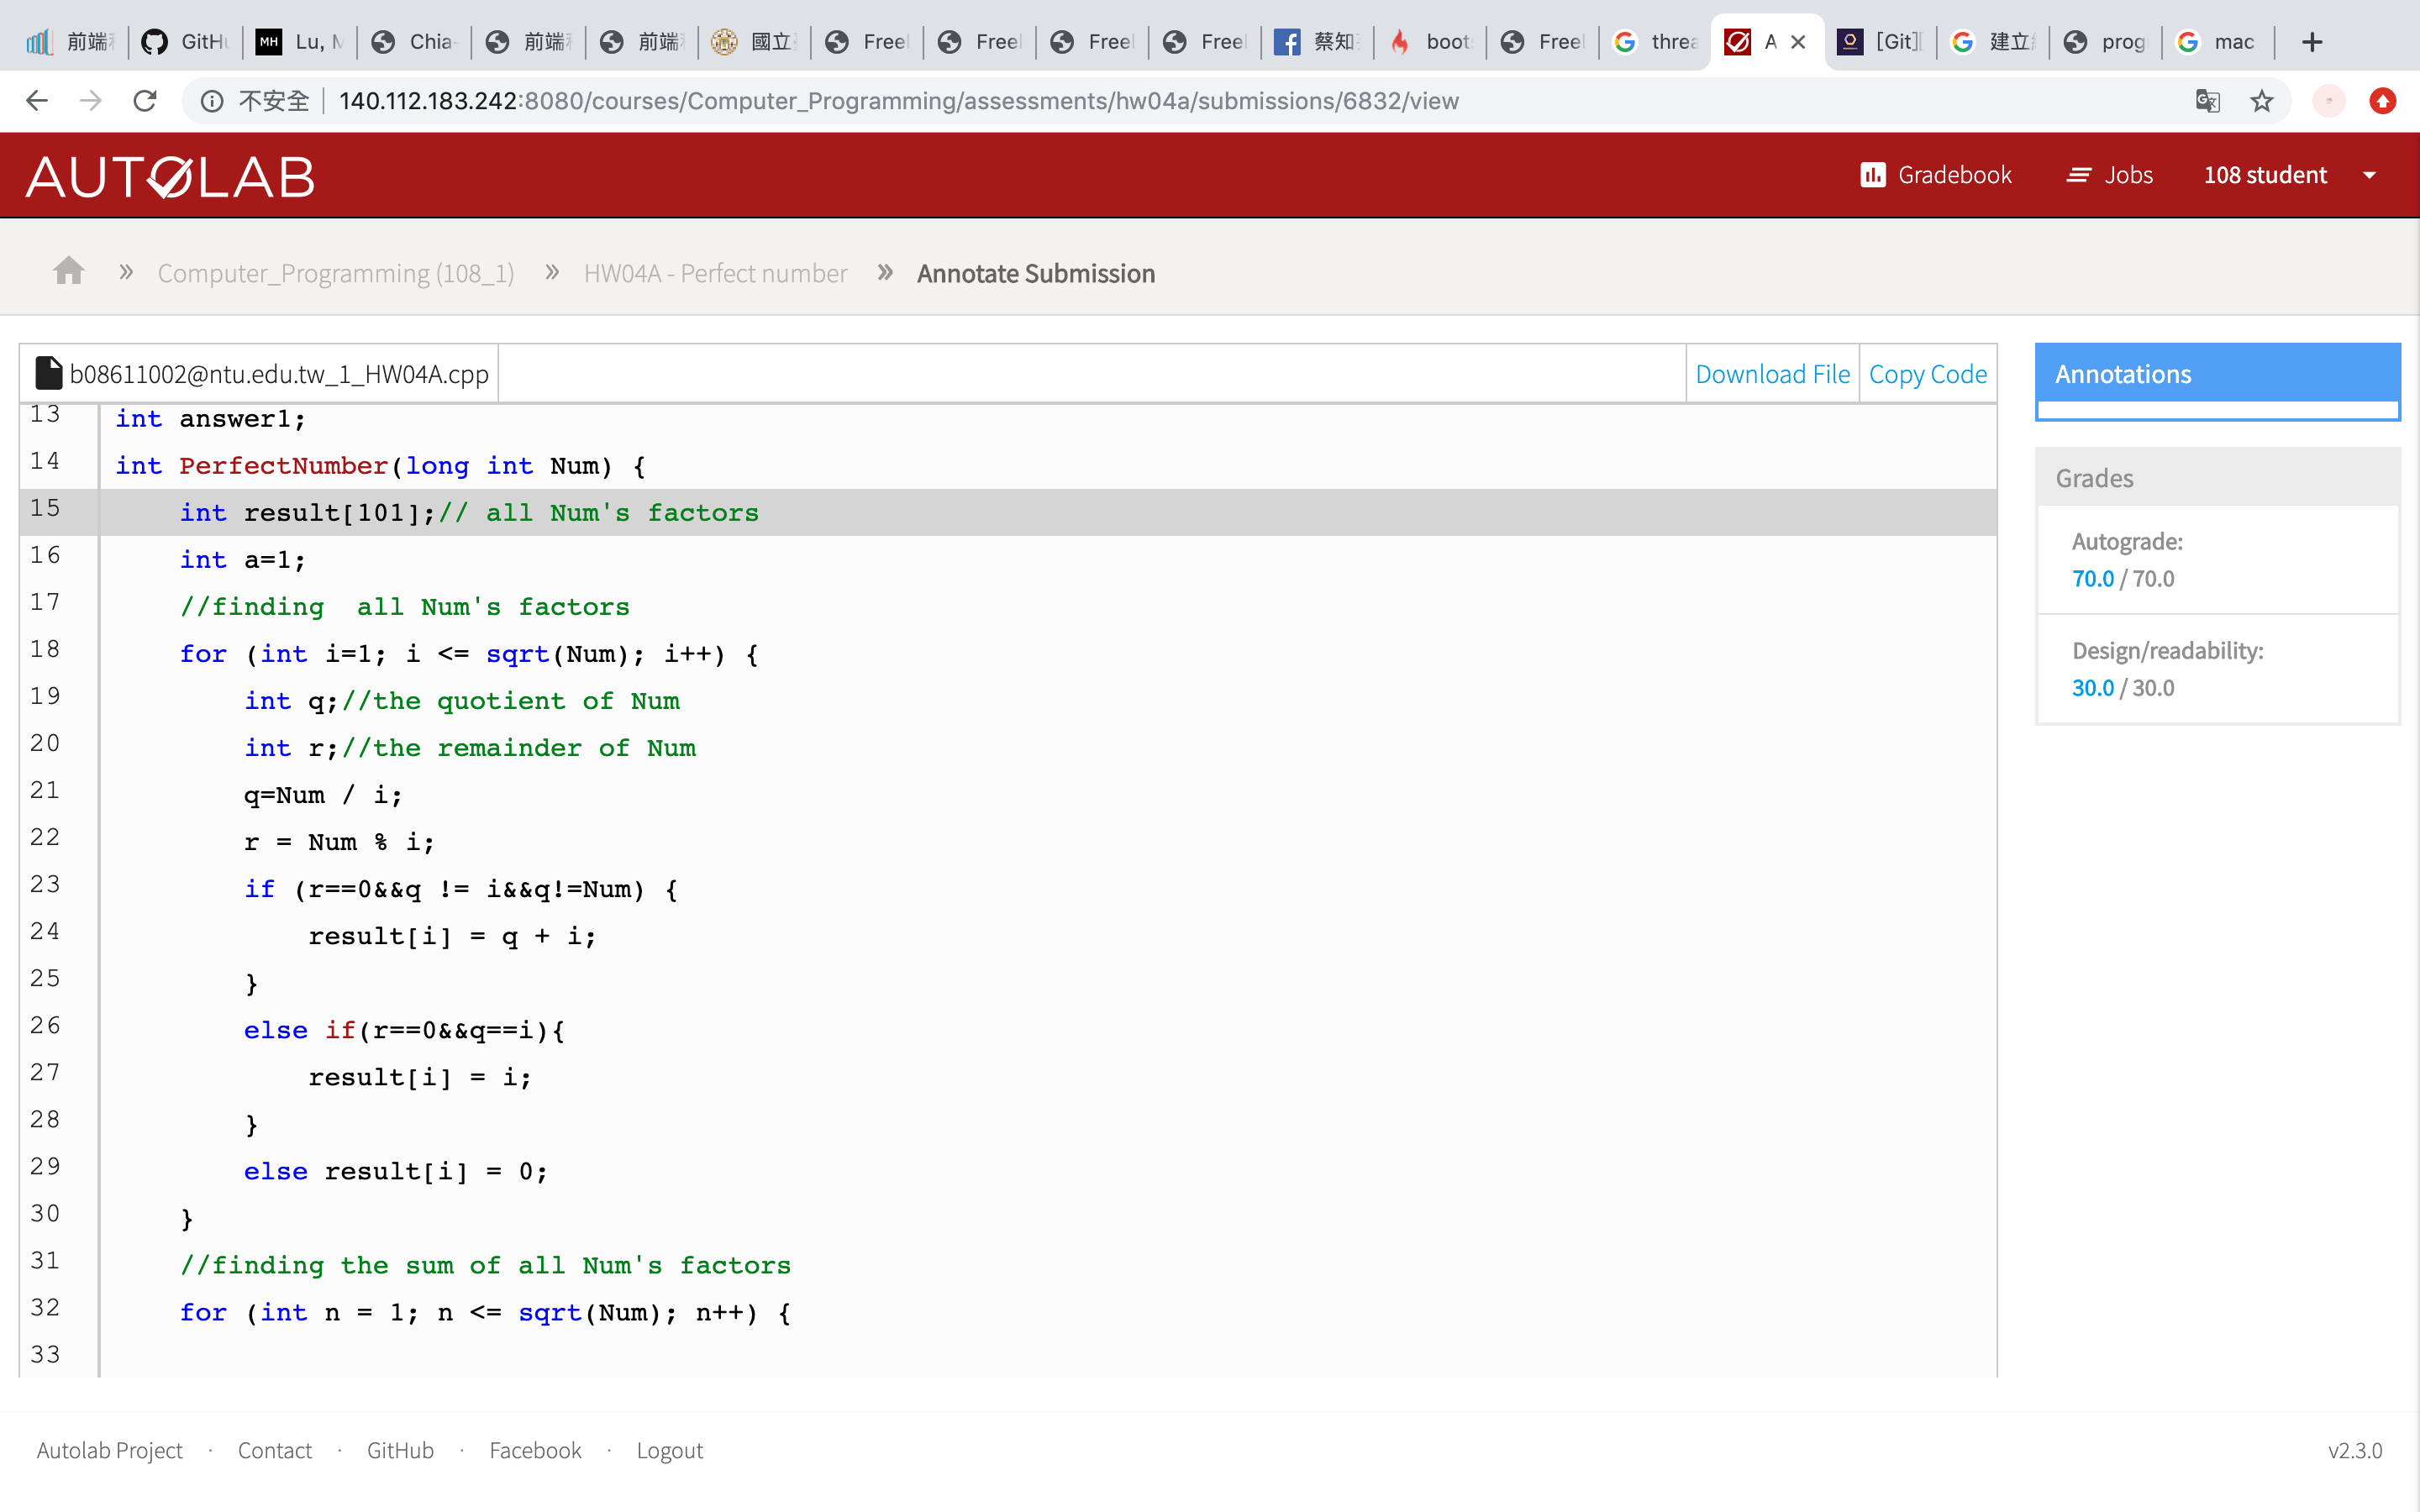 前端
GitHu
MH
Lu, M
Chia-
前端
前端
國立
Free
Free
Free
Free
蔡知
boot
Free
threa
A
[Git]
建立
prog
mac
不安全
140.112.183.242:8080/courses/Computer_Programming/assessments/hw04a/submissions/6832/view
AUTOLAB
Gradebook
Jobs
108 student
» Computer_Programming (108_1) » HW04A - Perfect number » Annotate Submission
b08611002@ntu.edu.tw_1_HW04A.cpp
Download File
Copy Code
13 int answer1;
14 int PerfectNumber(long int Num) {
15 int result[101];// all Num's factors
16 int a=1;
17 //finding  all Num's factors
18 for (int i=1; i <= sqrt(Num); i++) {
19 int q;//the quotient of Num
20 int r;//the remainder of Num
21 q=Num / i;
22 r = Num % i;
23 if (r==0&&q != i&&q!=Num) {
24 result[i] = q + i;
25 }
26 else if(r==0&&q==i){
27 result[i] = i;
28 }
29 else result[i] = 0;
30 }
31 //finding the sum of all Num's factors
32 for (int n = 1; n <= sqrt(Num); n++) {
33
Annotations
Grades
Autograde:
70.0 / 70.0
Design/readability:
30.0 / 30.0
Autolab Project · Contact · GitHub · Facebook · Logout
v2.3.0